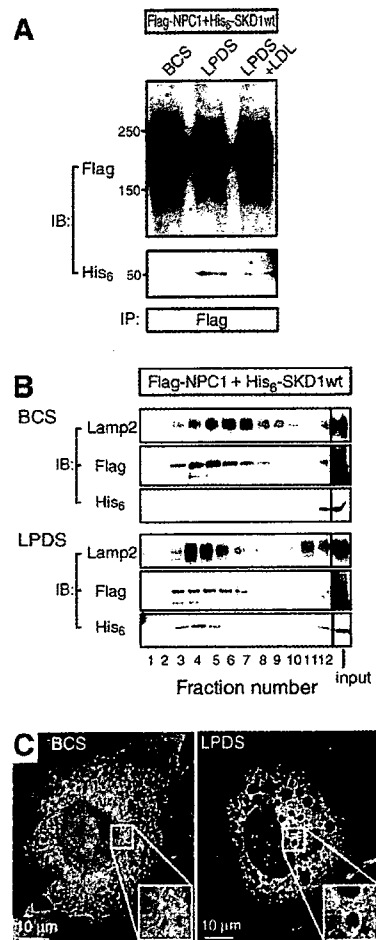 A
Flag-NPC1+His6-SKD1wt
BCS LPDS LPDS +LDL
250
Flag
150
IB:
His6 50
IP: Flag
B
Flag-NPC1 + His6-SKD1wt
BCS
Lamp2
IB: Flag
His6
LPDS
Lamp2
IB: Flag
His6
1 2 3 4 5 6 7 8 9 10 11 12 input
Fraction number
C
BCS LPDS
10 µm 10 µm